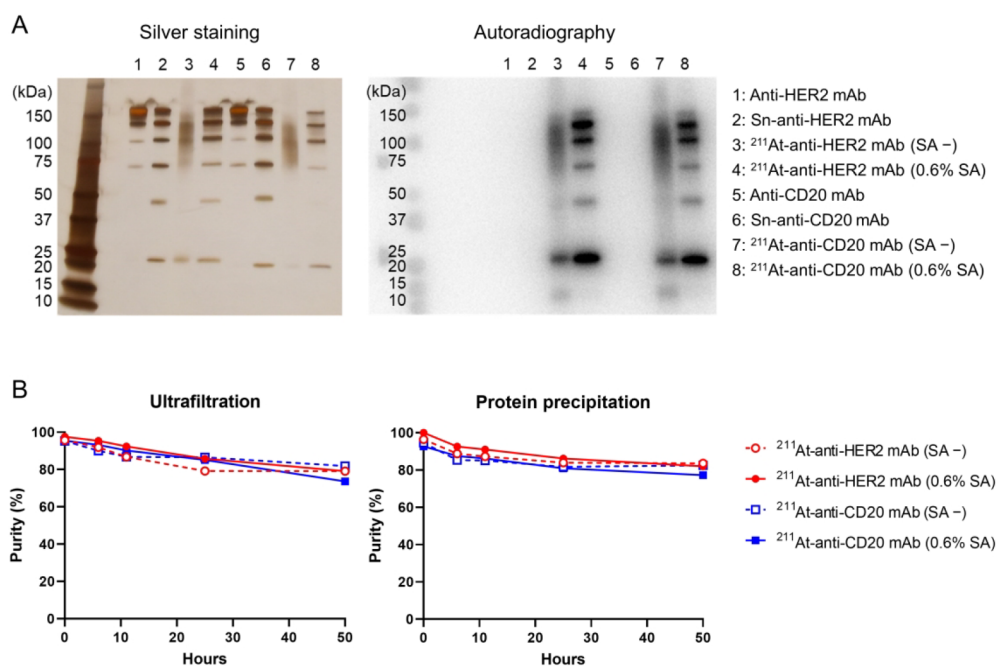 A
Silver staining
1 2 3 4 5 6 7 8
(kDa)
150
100
75
50
37
25
20
15
10
Autoradiography
1 2 3 4 5 6 7 8
(kDa)
150
100
75
50
37
25
20
15
10
1: Anti-HER2 mAb
2: Sn-anti-HER2 mAb
3: ²¹¹At-anti-HER2 mAb (SA −)
4: ²¹¹At-anti-HER2 mAb (0.6% SA)
5: Anti-CD20 mAb
6: Sn-anti-CD20 mAb
7: ²¹¹At-anti-CD20 mAb (SA −)
8: ²¹¹At-anti-CD20 mAb (0.6% SA)
B
Ultrafiltration
Purity (%)
100
80
60
40
20
0
0 10 20 30 40 50
Hours
Protein precipitation
Purity (%)
100
80
60
40
20
0
0 10 20 30 40 50
Hours
²¹¹At-anti-HER2 mAb (SA −)
²¹¹At-anti-HER2 mAb (0.6% SA)
²¹¹At-anti-CD20 mAb (SA −)
²¹¹At-anti-CD20 mAb (0.6% SA)